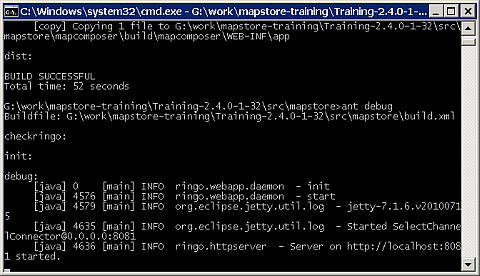 C:\Windows\system32\cmd.exe - G:\work\mapstore-training\Training-2.4.0-1-...
[copy] Copying 1 file to G:\work\mapstore-training\Training-2.4.0-1-32\src\
mapstore\mapcomposer\build\mapcomposer\WEB-INF\app
dist:
BUILD SUCCESSFUL
Total time: 52 seconds
G:\work\mapstore-training\Training-2.4.0-1-32\src\mapstore>ant debug
Buildfile: G:\work\mapstore-training\Training-2.4.0-1-32\src\mapstore\build.xml
checkringo:
init:
debug:
[java] 0 [main] INFO ringo.webapp.daemon - init
[java] 4576 [main] INFO ringo.webapp.daemon - start
[java] 4579 [main] INFO org.eclipse.jetty.util.log - jetty-7.1.6.v2010071
5
[java] 4635 [main] INFO org.eclipse.jetty.util.log - Started SelectChanne
lConnector@0.0.0.0:8081
[java] 4636 [main] INFO ringo.httpserver - Server on http://localhost:808
1 started.